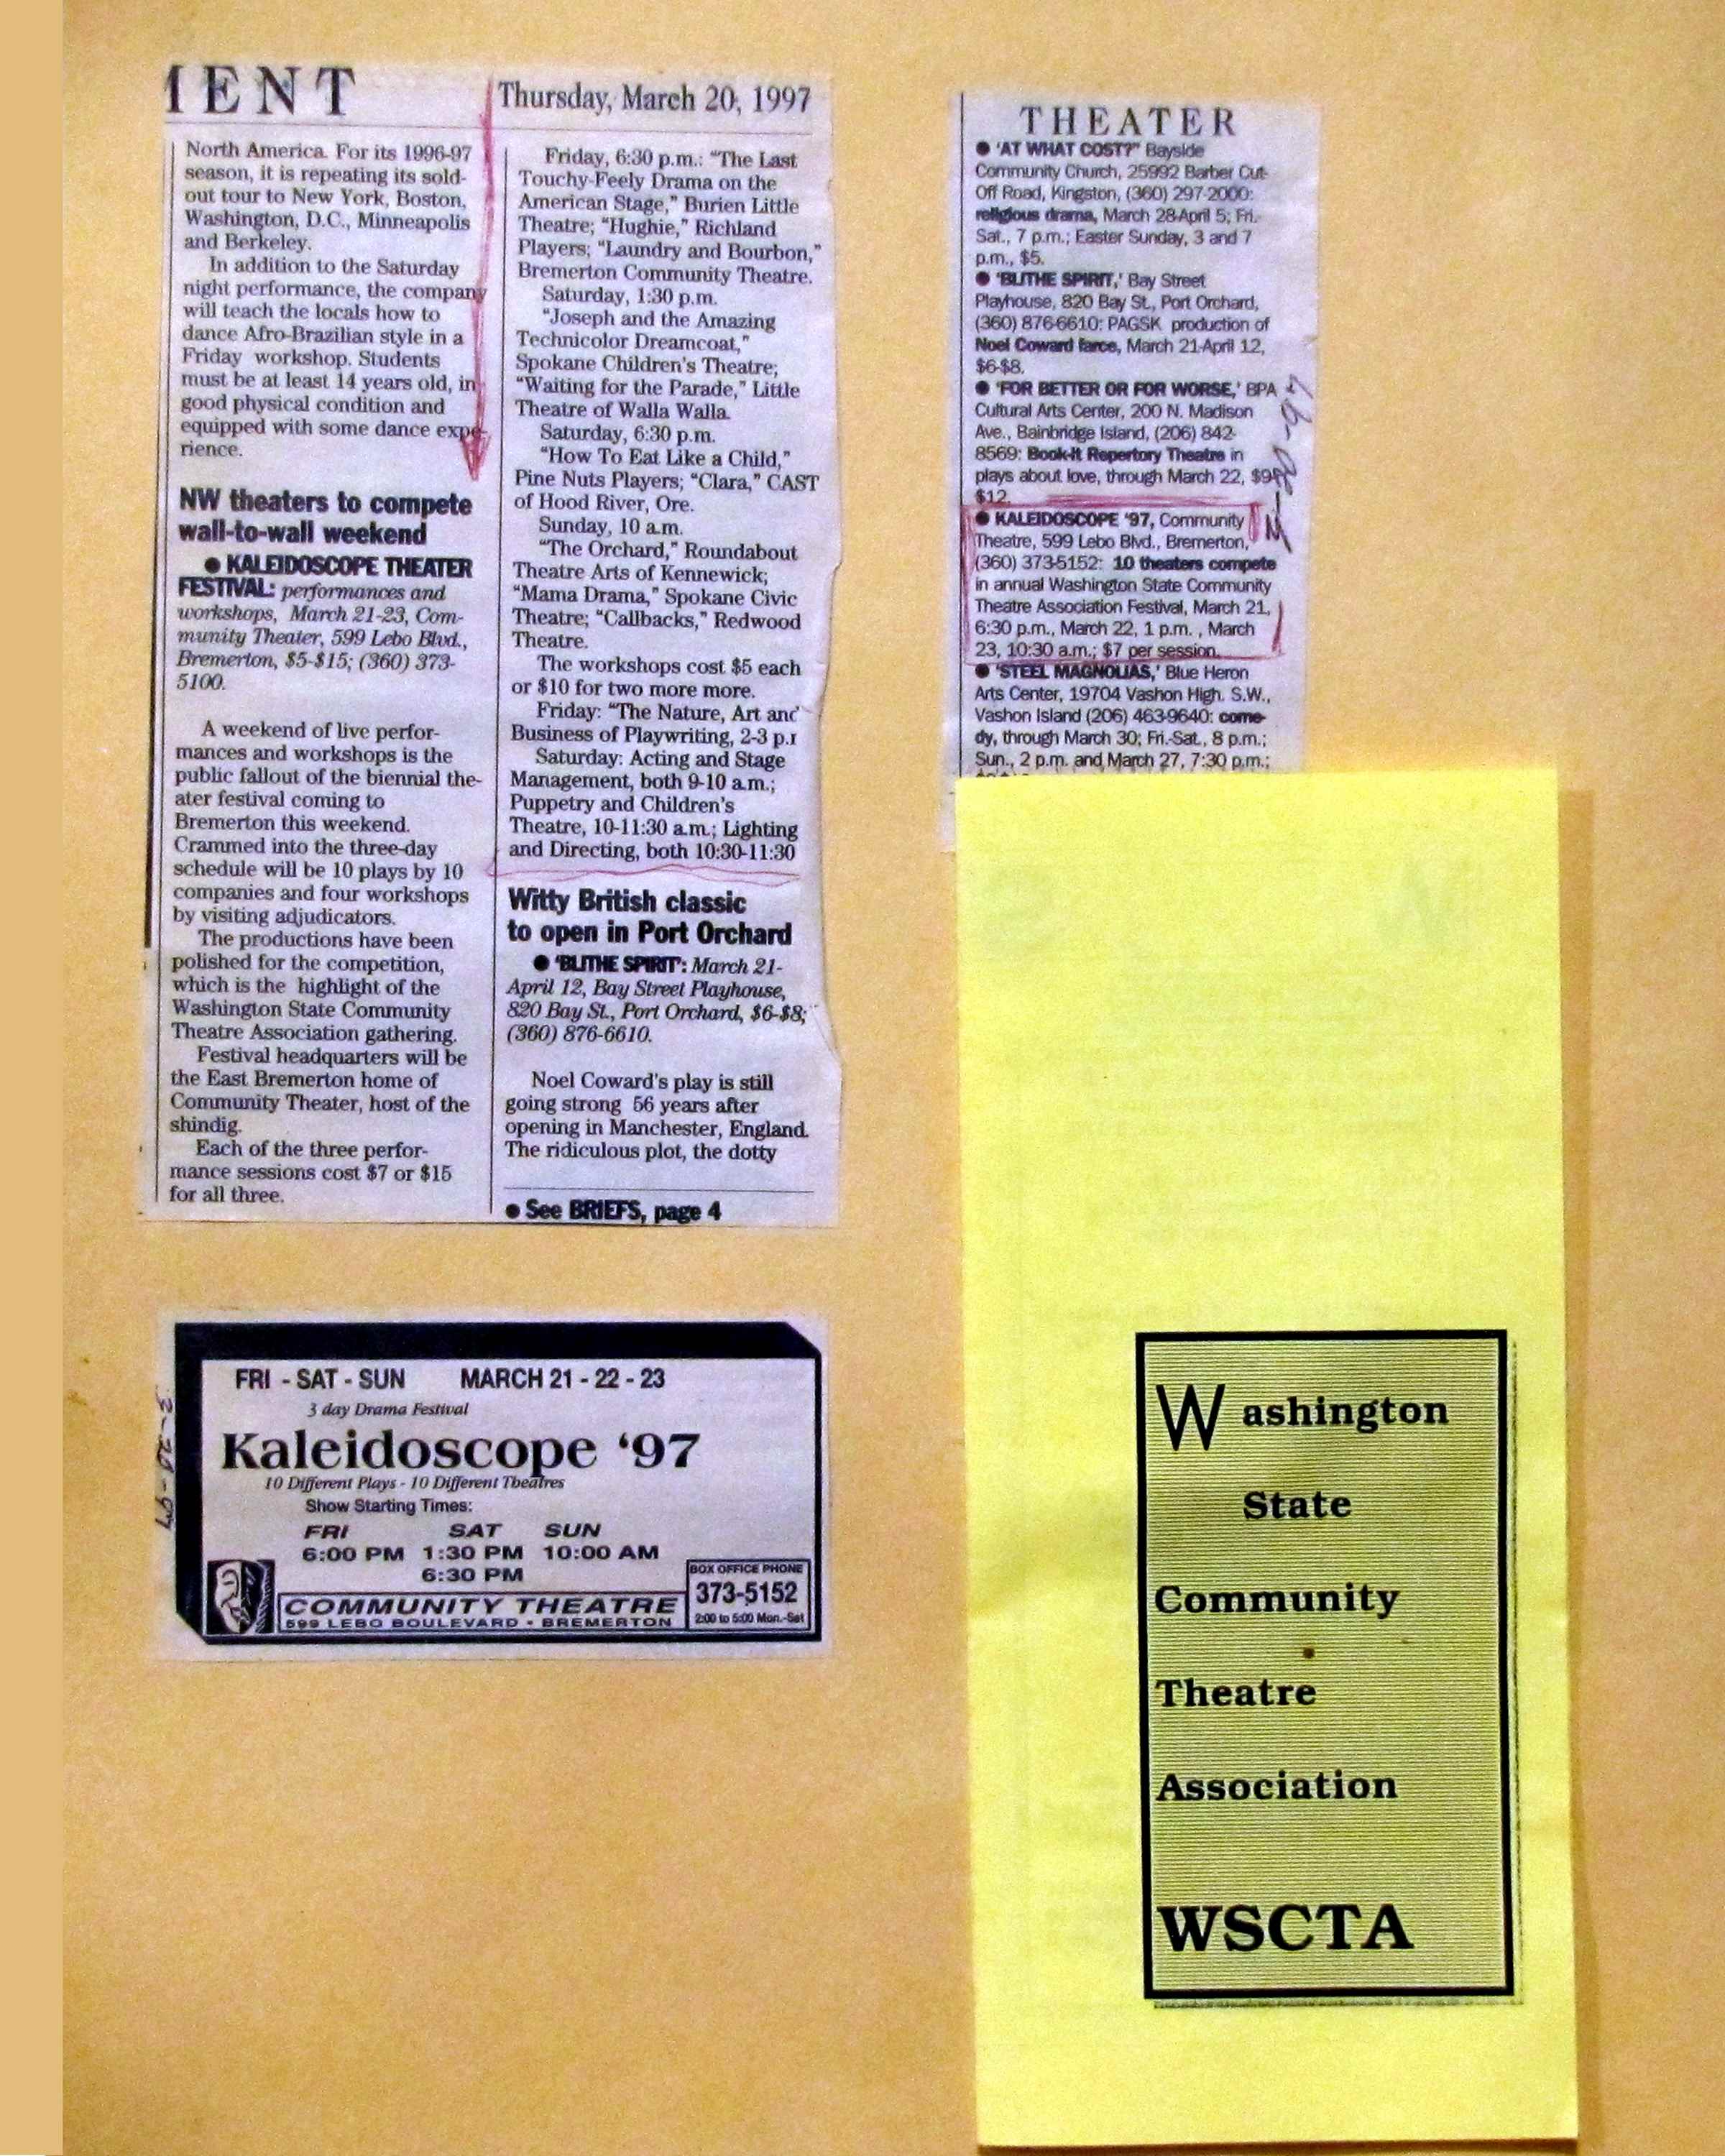 MENT
Thursday, March 20, 1997
North America. For its 1996-97
season, it is repeating its sold-
out tour to New York, Boston,
Washington, D.C., Minneapolis
and Berkeley.
In addition to the Saturday
night performance, the company
will teach the locals how to
dance Afro-Brazilian style in a
Friday workshop. Students
must be at least 14 years old, in
good physical condition and
equipped with some dance expe-
rience.
NW theaters to compete
wall-to-wall weekend
● KALEIDOSCOPE THEATER
FESTIVAL: performances and
workshops, March 21-23, Com-
munity Theater, 599 Lebo Blvd.,
Bremerton, $5-$15; (360) 373-
5100.
A weekend of live perfor-
mances and workshops is the
public fallout of the biennial the-
ater festival coming to
Bremerton this weekend.
Crammed into the three-day
schedule will be 10 plays by 10
companies and four workshops
by visiting adjudicators.
The productions have been
polished for the competition,
which is the highlight of the
Washington State Community
Theatre Association gathering.
Festival headquarters will be
the East Bremerton home of
Community Theater, host of the
shindig.
Each of the three perfor-
mance sessions cost $7 or $15
for all three.
Friday, 6:30 p.m.: “The Last
Touchy-Feely Drama on the
American Stage,” Burien Little
Theatre; “Hughie,” Richland
Players; “Laundry and Bourbon,”
Bremerton Community Theatre.
Saturday, 1:30 p.m.
“Joseph and the Amazing
Technicolor Dreamcoat,”
Spokane Children's Theatre;
“Waiting for the Parade,” Little
Theatre of Walla Walla.
Saturday, 6:30 p.m.
“How To Eat Like a Child,”
Pine Nuts Players; “Clara,” CAST
of Hood River, Ore.
Sunday, 10 a.m.
“The Orchard,” Roundabout
Theatre Arts of Kennewick;
“Mama Drama,” Spokane Civic
Theatre; “Callbacks,” Redwood
Theatre.
The workshops cost $5 each
or $10 for two more more.
Friday: “The Nature, Art and
Business of Playwriting, 2-3 p.
Saturday: Acting and Stage
Management, both 9-10 a.m.;
Puppetry and Children's
Theatre, 10-11:30 a.m.; Lighting
and Directing, both 10:30-11:30
Witty British classic
to open in Port Orchard
● ‘BLITHE SPIRIT’: March 21-
April 12, Bay Street Playhouse,
820 Bay St., Port Orchard, $6-$8;
(360) 876-6610.
Noel Coward's play is still
going strong 56 years after
opening in Manchester, England.
The ridiculous plot, the dotty
● See BRIEFS, page 4
THEATER
● ‘AT WHAT COST?” Bayside
Community Church, 25992 Barber Cut-
Off Road, Kingston, (360) 297-2000:
religious drama, March 28-April 5; Fri.-
Sat., 7 p.m.; Easter Sunday, 3 and 7
p.m., $5.
● ‘BLITHE SPIRIT,’ Bay Street
Playhouse, 820 Bay St., Port Orchard,
(360) 876-6610: PAGSK production of
Noel Coward farce, March 21-April 12,
$6-$8.
● ‘FOR BETTER OR FOR WORSE,’ BPA
Cultural Arts Center, 200 N. Madison
Ave., Bainbridge Island, (206) 842-
8569: Book-It Repertory Theatre in
plays about love, through March 22, $9-
$12.
● KALEIDOSCOPE ‘97, Community
Theatre, 599 Lebo Blvd., Bremerton,
(360) 373-5152: 10 theaters compete
in annual Washington State Community
Theatre Association Festival, March 21,
6:30 p.m., March 22, 1 p.m. , March
23, 10:30 a.m.; $7 per session.
● ‘STEEL MAGNOLIAS,’ Blue Heron
Arts Center, 19704 Vashon High. S.W.,
Vashon Island (206) 463-9640: come-
dy, through March 30; Fri.-Sat., 8 p.m.;
Sun., 2 p.m. and March 27, 7:30 p.m.;
3-20-97
3-20-97
FRI - SAT - SUN MARCH 21 - 22 - 23
3 day Drama Festival
Kaleidoscope ‘97
10 Different Plays - 10 Different Theatres
Show Starting Times:
FRI SAT SUN
6:00 PM 1:30 PM 10:00 AM
6:30 PM
COMMUNITY THEATRE
599 LEBO BOULEVARD - BREMERTON
BOX OFFICE PHONE
373-5152
2:00 to 5:00 Mon.-Sat
Washington
State
Community
Theatre
Association
WSCTA